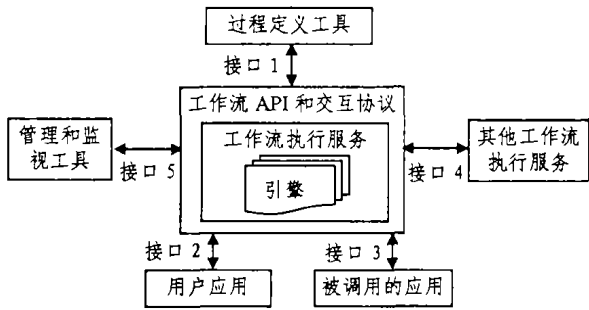 过程定义工具
接口 1
工作流 API 和交互协议
管理和监
视工具
接口 5
工作流执行服务
引擎
接口 4
其他工作流
执行服务
接口 2
接口 3
用户应用
被调用的应用